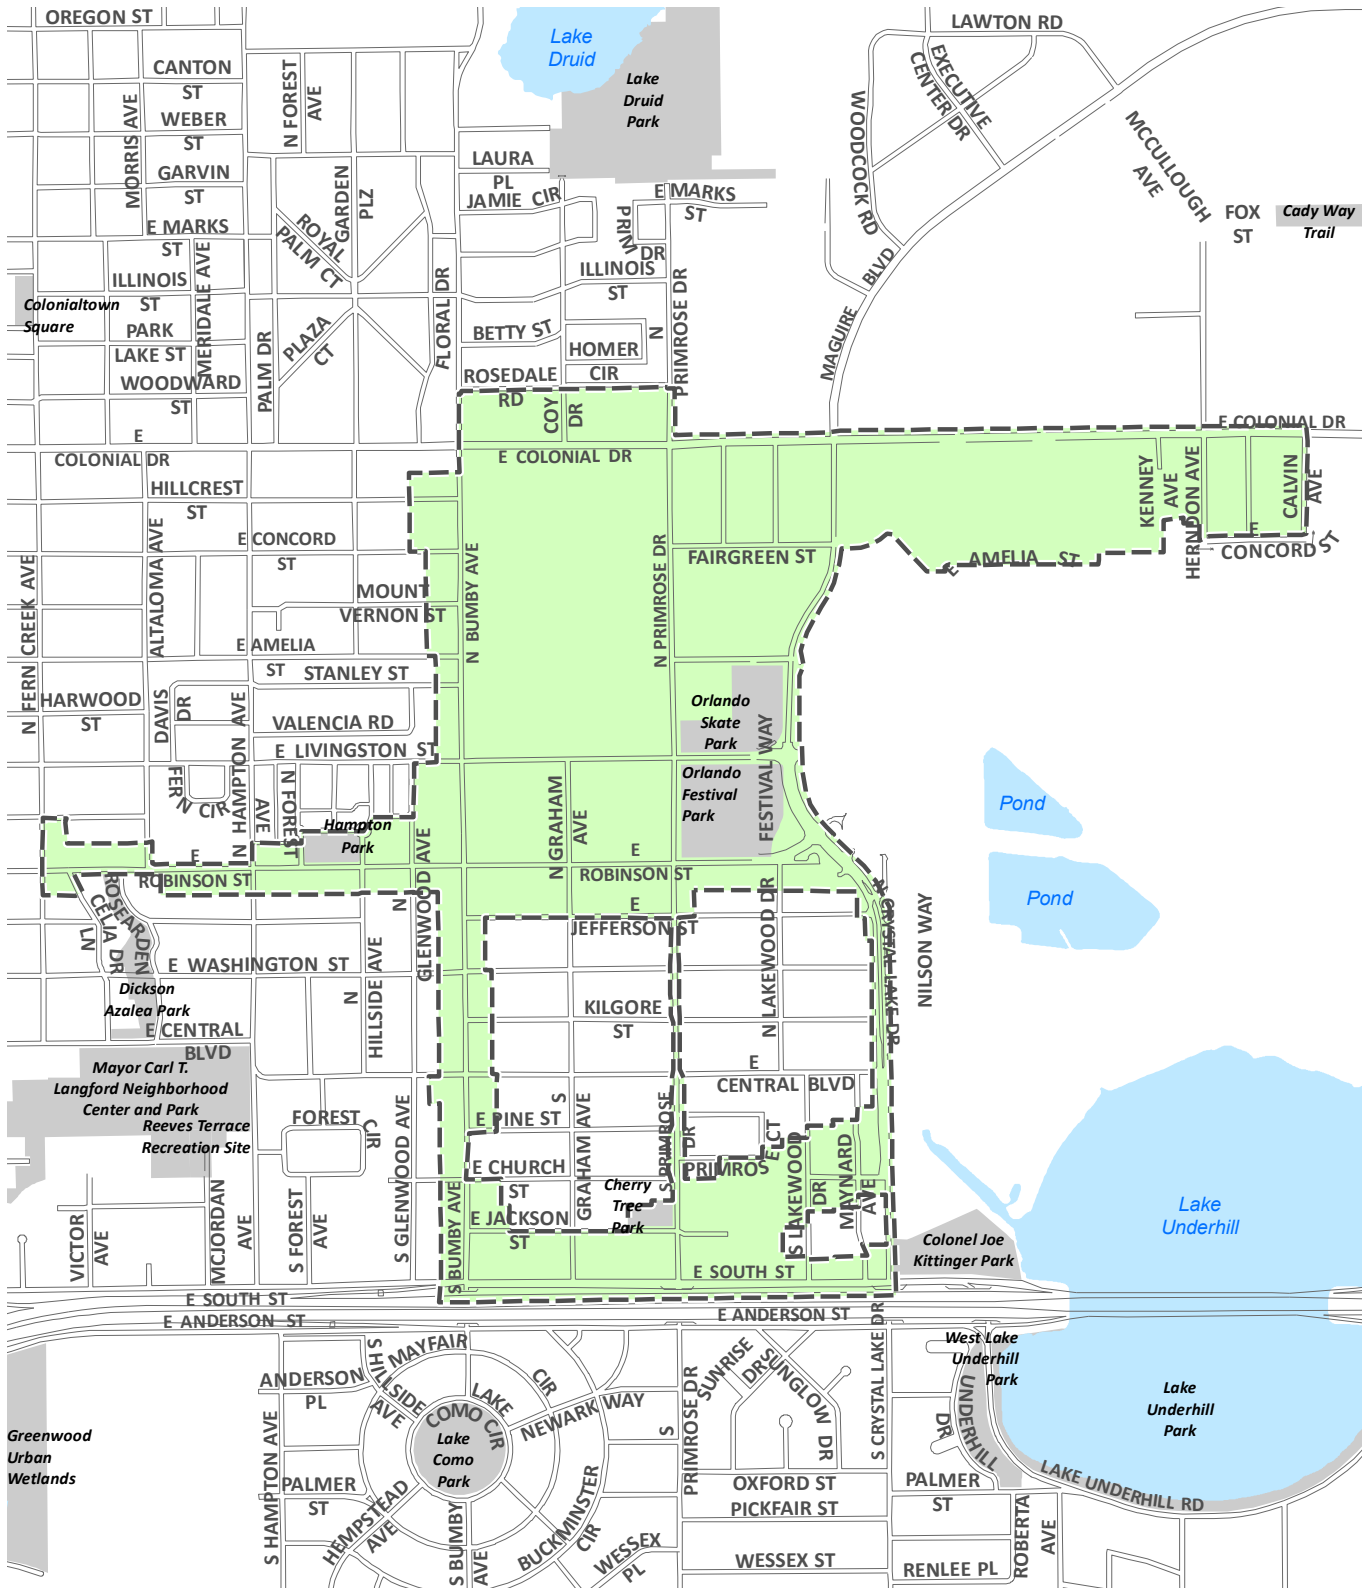 OREGON ST
Lake
Druid
LAWTON RD
CANTON
ST
N FOREST
AVE
Lake
Druid
Park
EXECUTIVE
CENTER DR
MORRIS AVE
WEBER
ST
W WOODCOCK RD
MCCULLOUGH
AVE
LAURA
PL
GARVIN
ST
GARDEN
PLZ
JAMIE CIR
E MARKS
ST
PRIM
DR
FOX
ST
Cady Way
Trail
E MARKS
ST
ROYAL
PALM CT
ILLINOIS
ST
MERIDALE AVE
FLORAL DR
ILLINOIS
ST
N
PRIMROSE DR
BLVD
MAGUIRE
Colonialtown
Square
PARK
LAKE ST
PALM DR
PLAZA
CT
BETTY ST
HOMER
CIR
WOODWARD
ST
ROSEDALE
RD
COY
DR
E
COLONIAL DR
E COLONIAL DR
E COLONIAL DR
HILLCREST
ST
KENNEY
AVE
HERNDON AVE
CALVIN
AVE
N FERN CREEK AVE
ALTALOMA AVE
E CONCORD
ST
N BUMBY AVE
N PRIMROSE DR
FAIRGREEN ST
E AMELIA ST
E
CONCORD ST
MOUNT
VERNON ST
E AMELIA
ST
STANLEY ST
HARWOOD
ST
DAVIS
DR
N HAMPTON AVE
AVE
VALENCIA RD
E LIVINGSTON ST
Orlando
Skate
Park
FESTIVAL WAY
FERN CIR
N FOREST
Hampton
Park
N GRAHAM
AVE
Orlando
Festival
Park
Pond
E
ROBINSON ST
N
GLENWOOD AVE
E
ROBINSON ST
ROSEARDEN
DR
CELIA
LN
E
JEFFERSON ST
N LAKEWOOD DR
N CRYSTAL LAKE DR
NILSON WAY
Pond
E WASHINGTON ST
N
HILLSIDE AVE
Dickson
Azalea Park
KILGORE
ST
E CENTRAL
BLVD
E
CENTRAL BLVD
Mayor Carl T.
Langford Neighborhood
Center and Park
Reeves Terrace
Recreation Site
FOREST
CIR
E PINE ST
S
GRAHAM AVE
S PRIMROSE
DR
PRIMROS
E CT
S LAKEWOOD
DR
MAYNARD
AVE
E CHURCH
ST
Cherry
Tree
Park
Lake
Underhill
VICTOR
AVE
MCJORDAN
AVE
S FOREST
AVE
S GLENWOOD AVE
S BUMBY AVE
E JACKSON
ST
Colonel Joe
Kittinger Park
E SOUTH ST
E SOUTH ST
E ANDERSON ST
E ANDERSON ST
MAYFAIR
CIR
S HILLSIDE
AVE
ANDERSON
PL
LAKE
COMO CIR
Lake
Como
Park
NEWARK WAY
S
PRIMROSE DR
SUNRISE
DR
SUNGLOW DR
S CRYSTAL LAKE DR
West Lake
Underhill
Park
UNDERHILL
DR
Lake
Underhill
Park
Greenwood
Urban
Wetlands
S HAMPTON AVE
PALMER
ST
HEMPSTEAD
AVE
S BUMBY
AVE
BUCKMINSTER
CIR
OXFORD ST
PICKFAIR ST
PALMER
ST
LAKE UNDERHILL RD
ROBERTA
AVE
WESSEX
PL
WESSEX ST
RENLEE PL